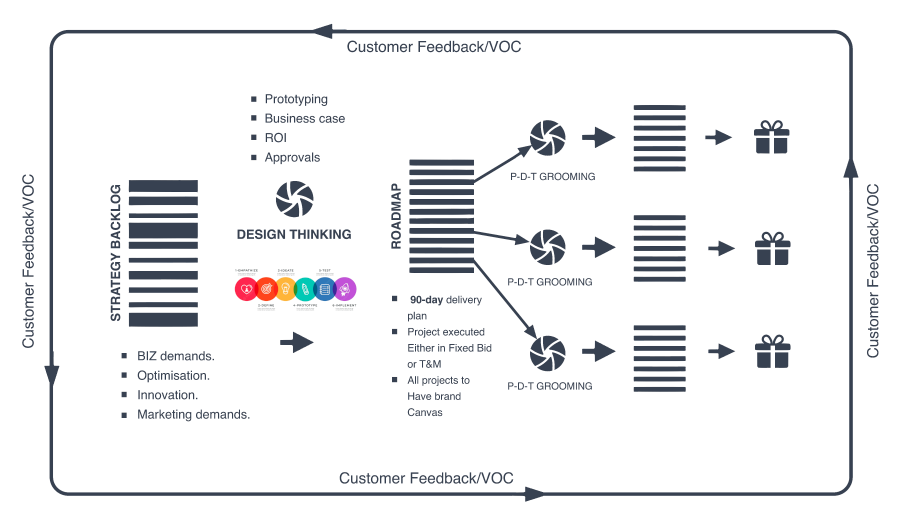 Customer Feedback/VOC
Customer Feedback/VOC
STRATEGY BACKLOG
BIZ demands.
Optimisation.
Innovation.
Marketing demands.
Prototyping
Business case
ROI
Approvals
DESIGN THINKING
1-EMPATHIZE
3-IDEATE
5-TEST
2-DEFINE
4-PROTOTYPE
6-IMPLEMENT
ROADMAP
90-day delivery
plan
Project executed
Either in Fixed Bid
or T&M
All projects to
Have brand
Canvas
P-D-T GROOMING
P-D-T GROOMING
P-D-T GROOMING
Customer Feedback/VOC
Customer Feedback/VOC